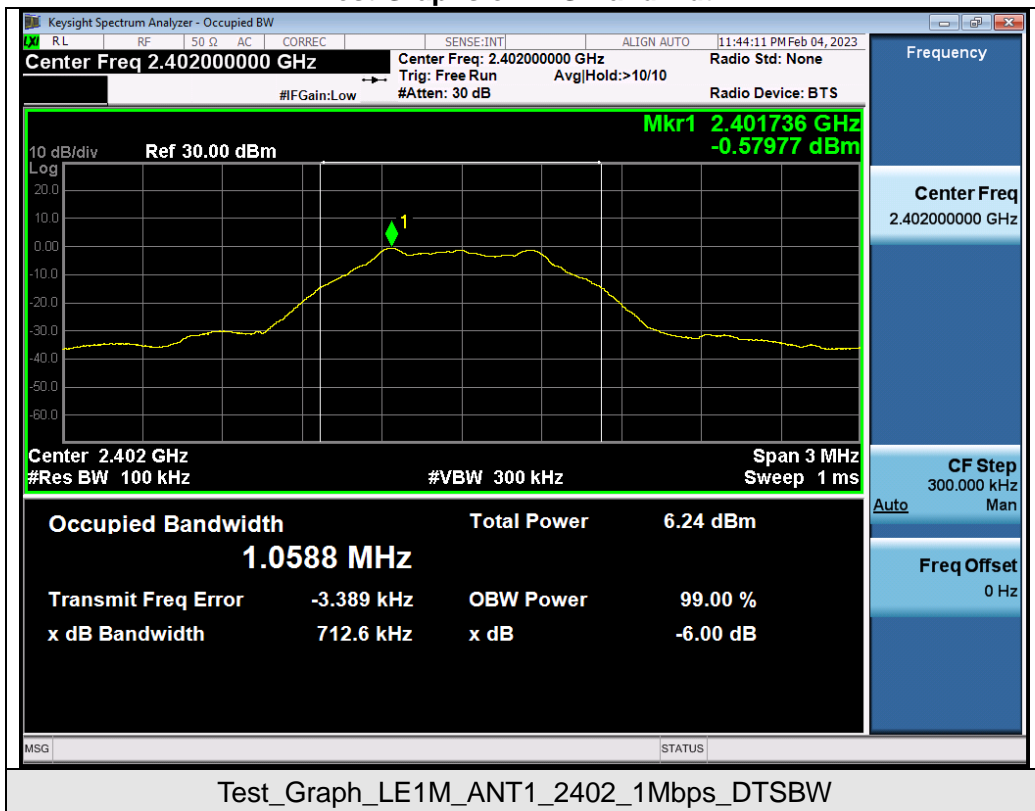 Keysight Spectrum Analyzer - Occupied BW
LXI RL RF 50 Ω AC CORREC SENSE:INT ALIGN AUTO 11:44:11 PM Feb 04, 2023
Center Freq 2.402000000 GHz
Center Freq: 2.402000000 GHz
Radio Std: None
Trig: Free Run Avg|Hold:>10/10
#IFGain:Low
#Atten: 30 dB
Radio Device: BTS
Mkr1 2.401736 GHz
-0.57977 dBm
10 dB/div Ref 30.00 dBm
Log
20.0
10.0
0.00
-10.0
-20.0
-30.0
-40.0
-50.0
-60.0
1
Center 2.402 GHz
Span 3 MHz
#Res BW 100 kHz
#VBW 300 kHz
Sweep 1 ms
Occupied Bandwidth
1.0588 MHz
Total Power 6.24 dBm
Transmit Freq Error -3.389 kHz
OBW Power 99.00 %
x dB Bandwidth 712.6 kHz
x dB -6.00 dB
Frequency
Center Freq
2.402000000 GHz
CF Step
300.000 kHz
Auto Man
Freq Offset
0 Hz
MSG
STATUS
Test_Graph_LE1M_ANT1_2402_1Mbps_DTSBW